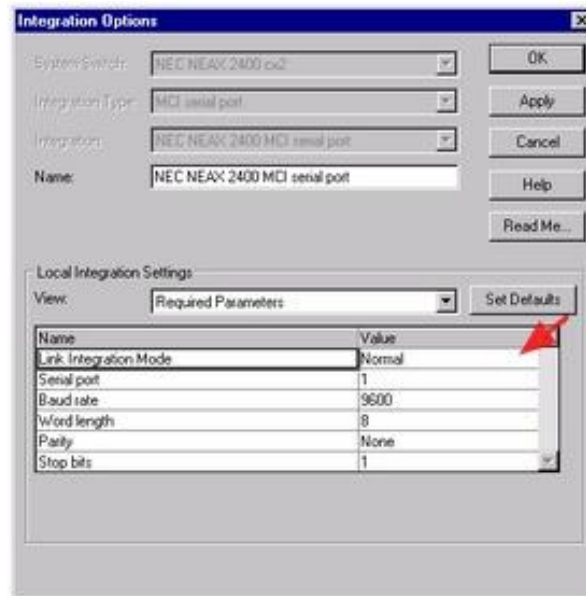 Integration Options
System Switch: NEC NEAX 2400 cx2
OK
Integration Type: MCI serial port
Apply
Integration: NEC NEAX 2400 MCI serial port
Cancel
Name: NEC NEAX 2400 MCI serial port
Help
Read Me...
Local Integration Settings
View: Required Parameters
Set Defaults
Name Value
Link Integration Mode Normal
Serial port 1
Baud rate 9600
Word length 8
Parity None
Stop bits 1